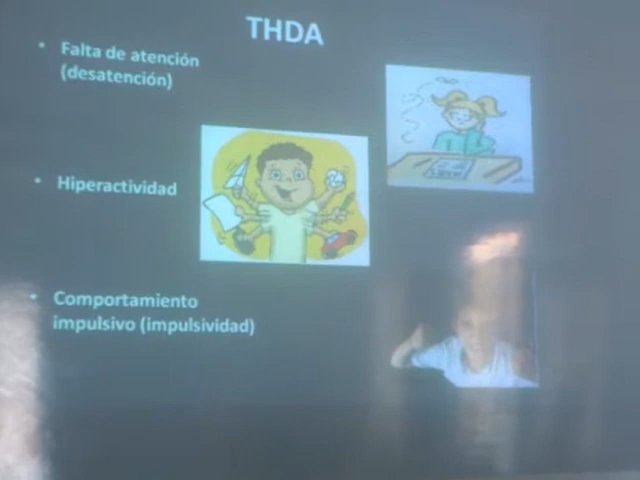 THDA
• Falta de atención
(desatención)
• Hiperactividad
• Comportamiento
impulsivo (impulsividad)